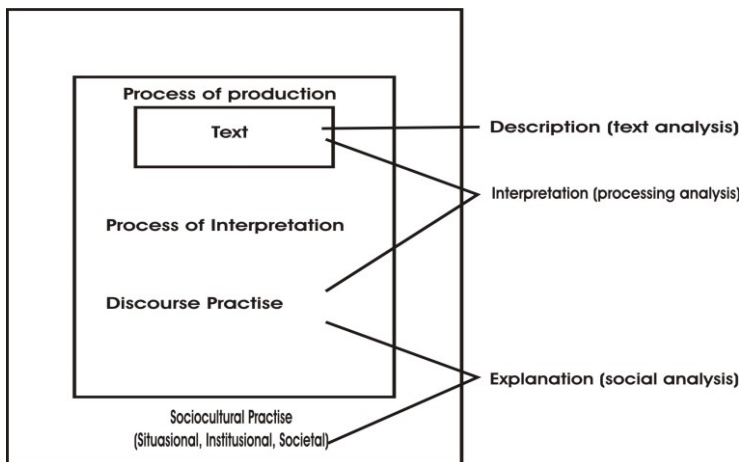 Process of production
Text
Description (text analysis)
Interpretation (processing analysis)
Process of Interpretation
Discourse Practise
Explanation (social analysis)
Sociocultural Practise
(Situasional, Institusional, Societal)